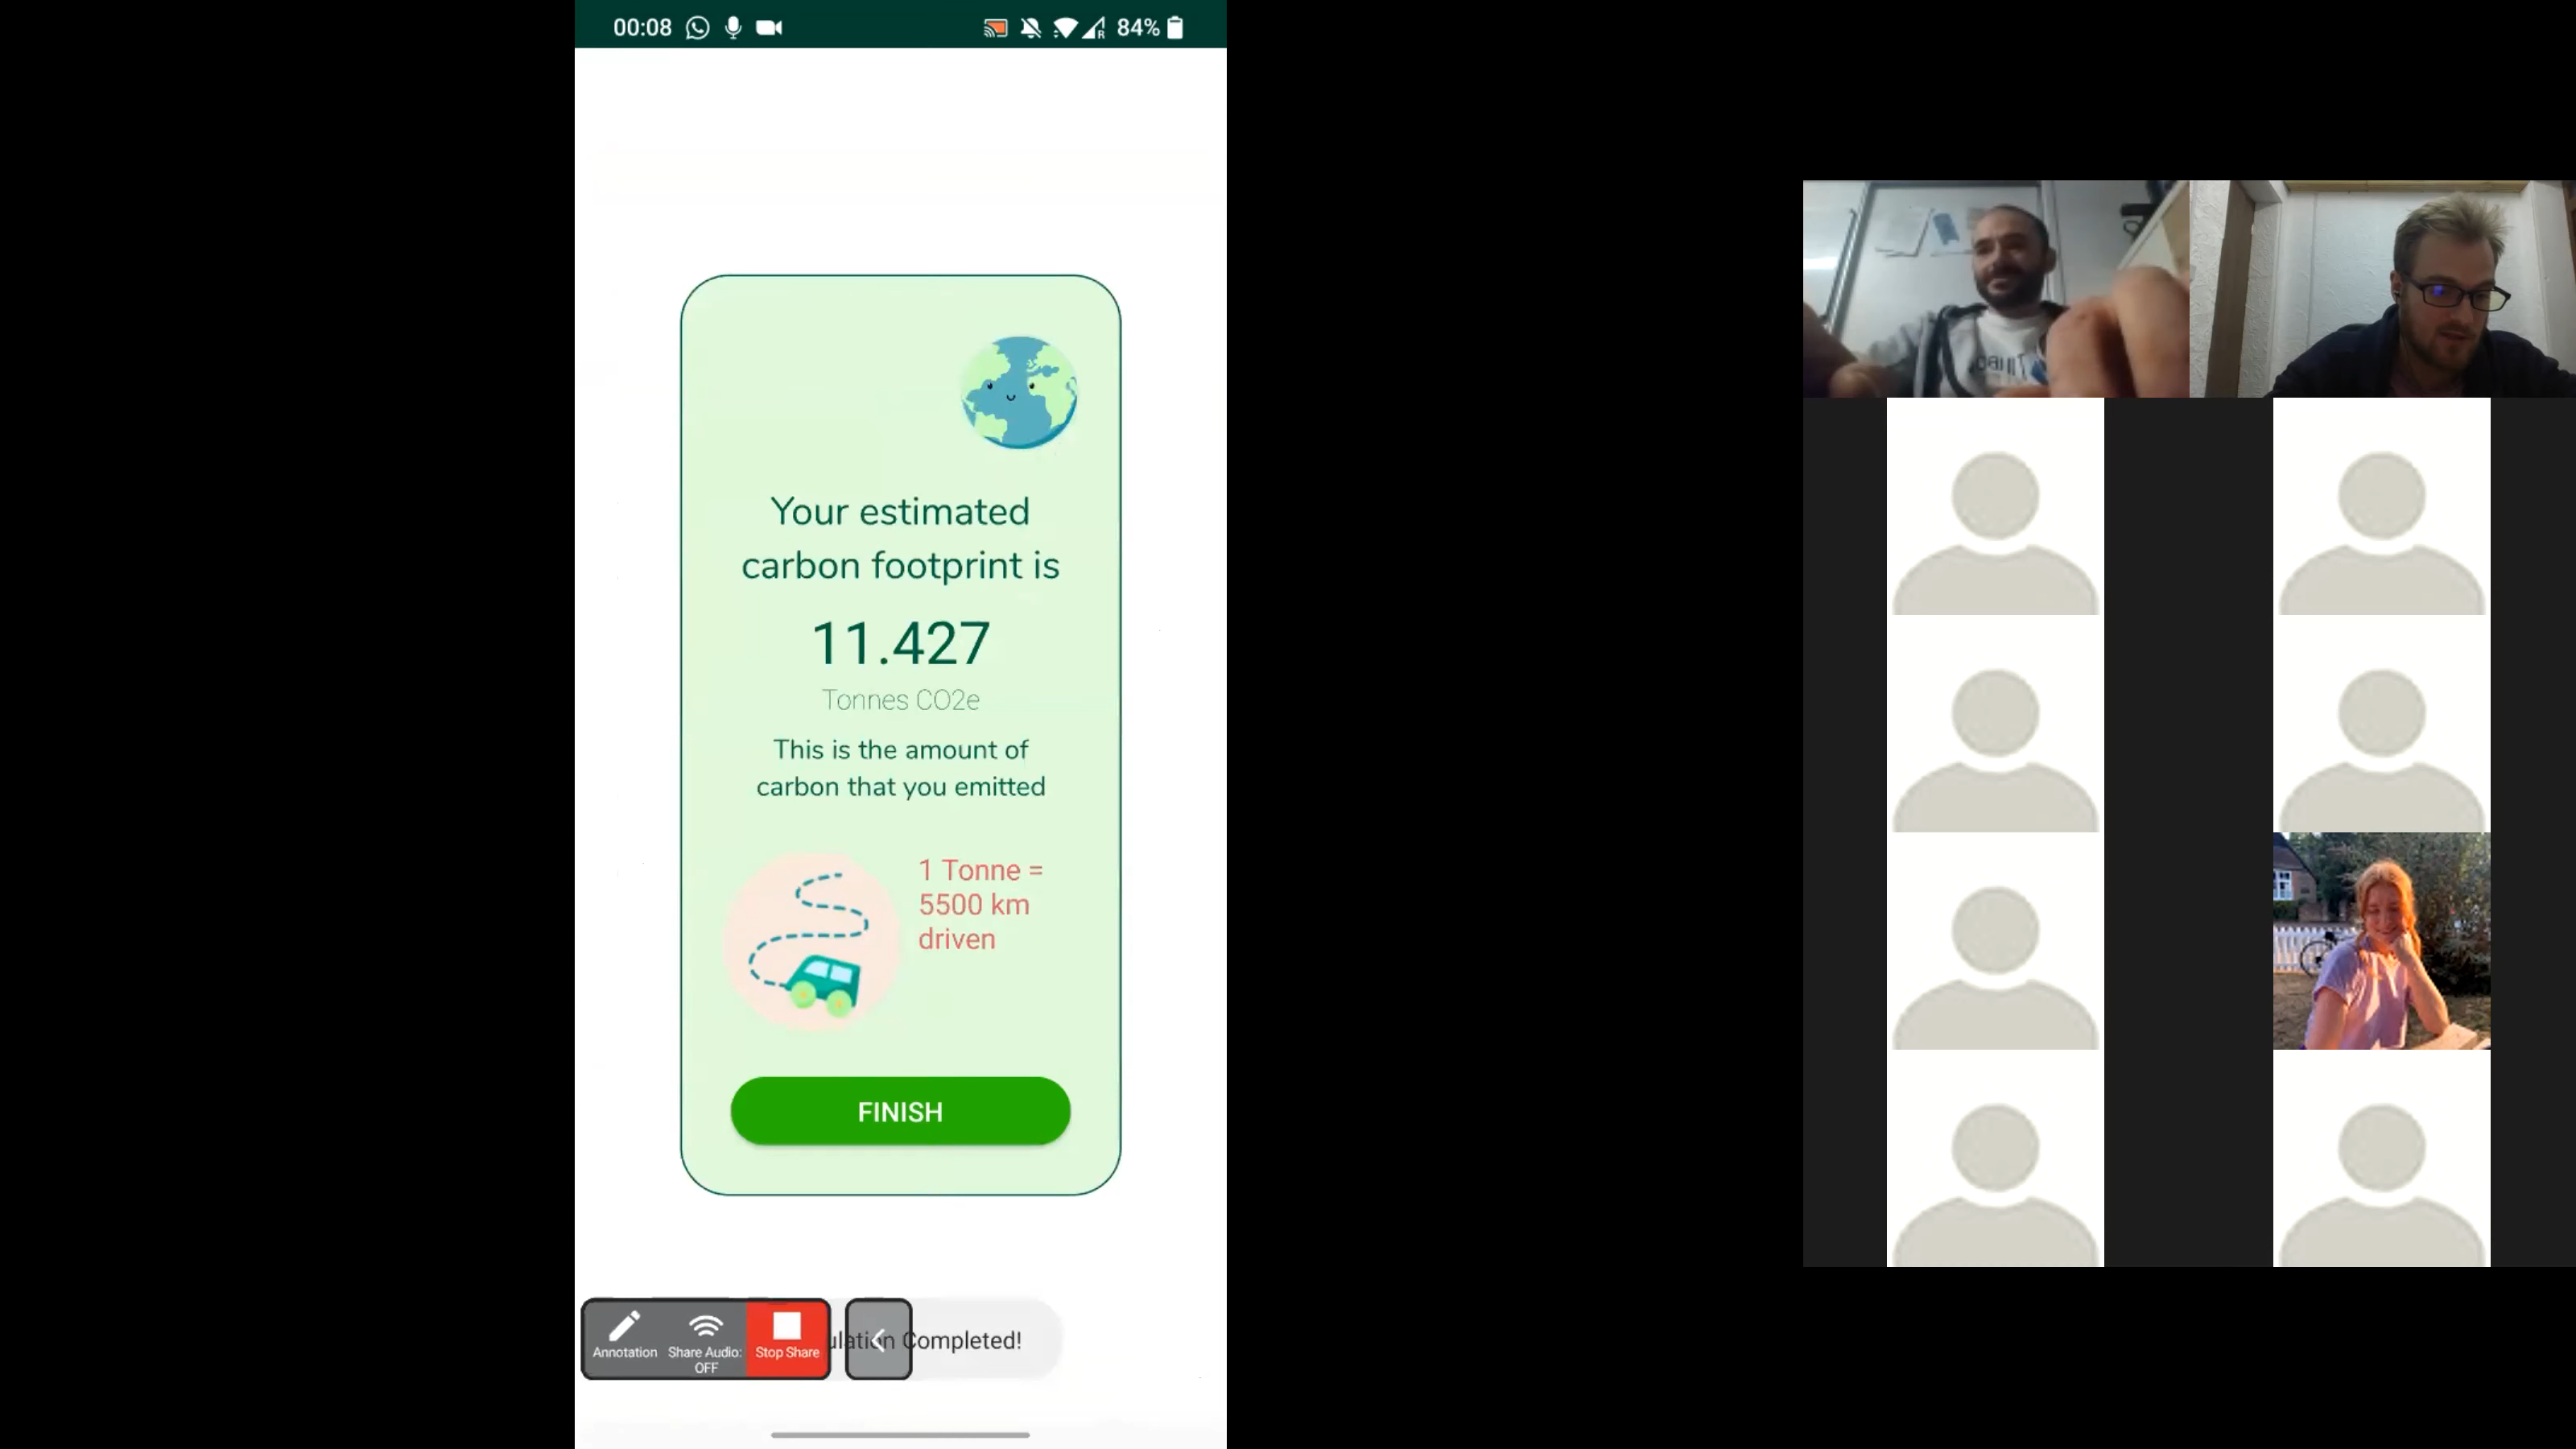 00:08
84%
Your estimated
carbon footprint is
11.427
Tonnes CO2e
This is the amount of
carbon that you emitted
1 Tonne =
5500 km
driven
FINISH
Annotation
Share Audio:
OFF
Stop Share
Completed!